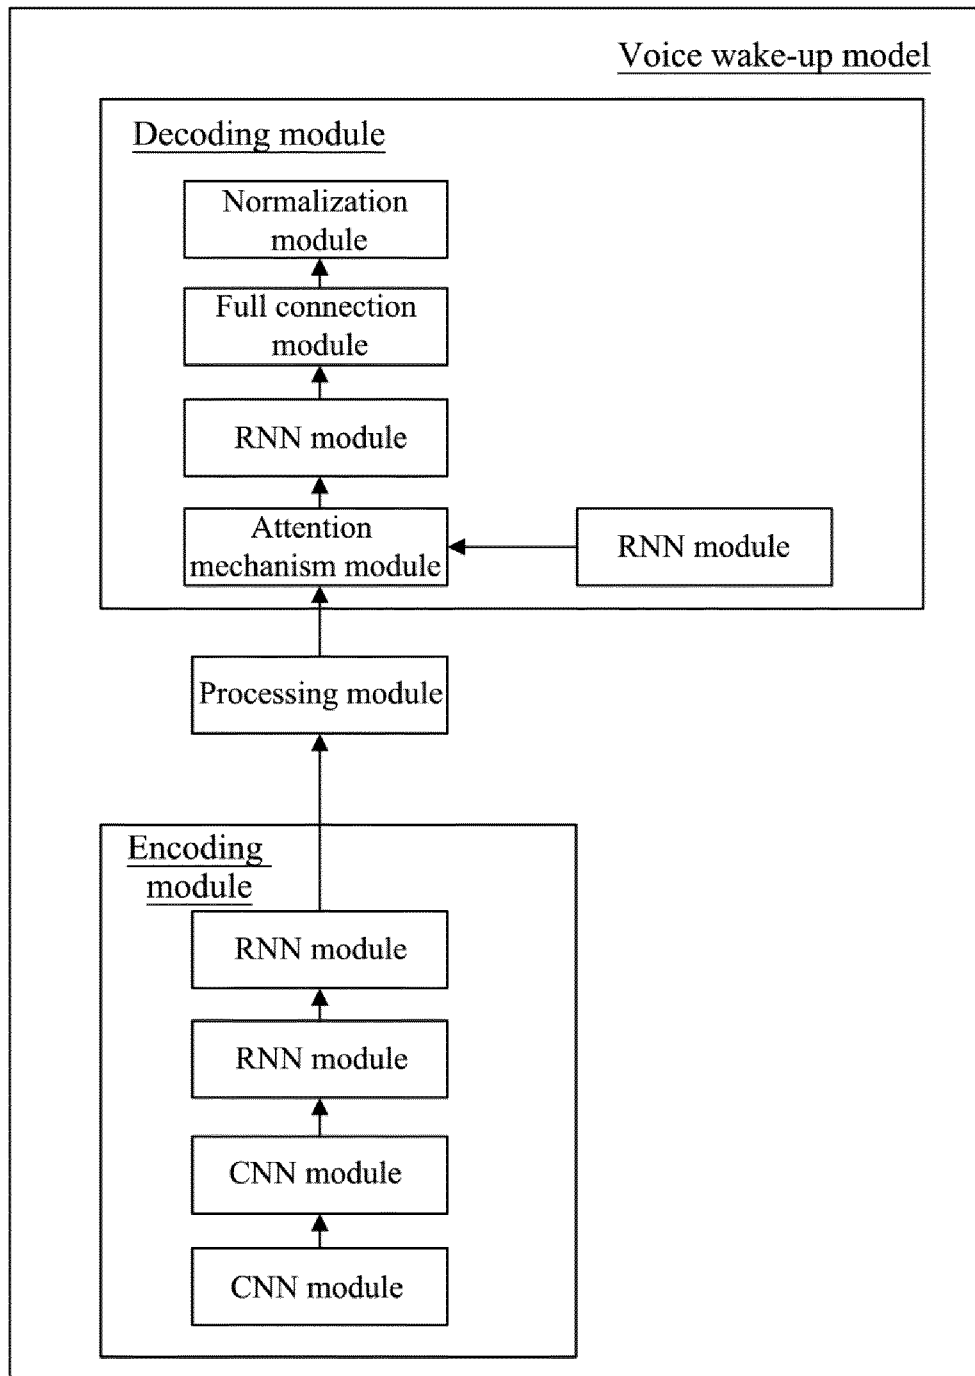 Voice wake-up model
Decoding module
Normalization
module
Full connection
module
RNN module
Attention
mechanism module
RNN module
Processing module
Encoding
module
RNN module
RNN module
CNN module
CNN module